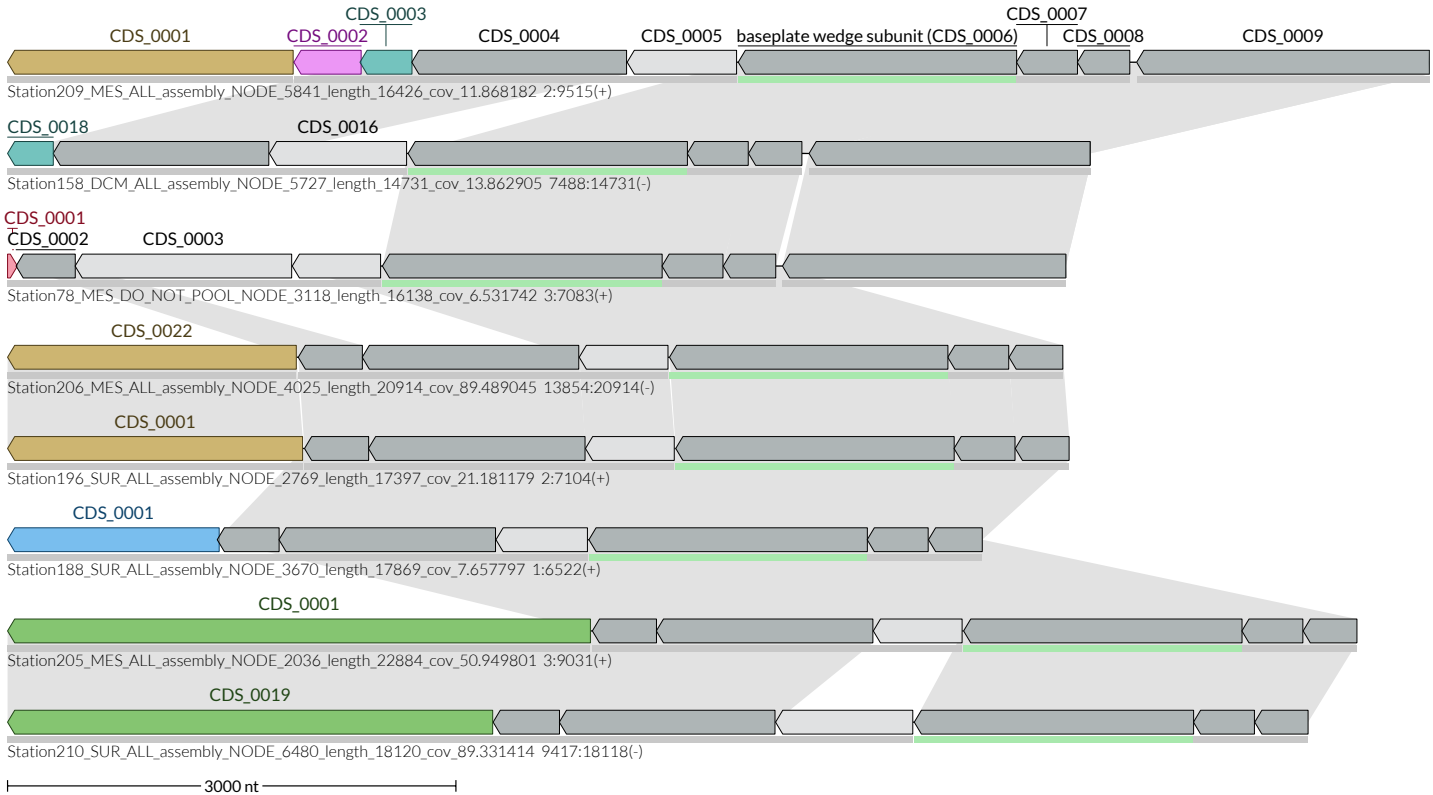 CDS_0003 CDS_0007
CDS_0001 CDS_0002 CDS_0004 CDS_0005 baseplate wedge subunit (CDS_0006) CDS_0008 CDS_0009
Station209_MES_ALL_assembly_NODE_5841_length_16426_cov_11.868182 2:9515(+)
CDS_0018 CDS_0016
Station158_DCM_ALL_assembly_NODE_5727_length_14731_cov_13.862905 7488:14731(-)
CDS_0001
CDS_0002 CDS_0003
Station78_MES_DO_NOT_POOL_NODE_3118_length_16138_cov_6.531742 3:7083(+)
CDS_0022
Station206_MES_ALL_assembly_NODE_4025_length_20914_cov_89.489045 13854:20914(-)
CDS_0001
Station196_SUR_ALL_assembly_NODE_2769_length_17397_cov_21.181179 2:7104(+)
CDS_0001
Station188_SUR_ALL_assembly_NODE_3670_length_17869_cov_7.657797 1:6522(+)
CDS_0001
Station205_MES_ALL_assembly_NODE_2036_length_22884_cov_50.949801 3:9031(+)
CDS_0019
Station210_SUR_ALL_assembly_NODE_6480_length_18120_cov_89.331414 9417:18118(-)
3000 nt